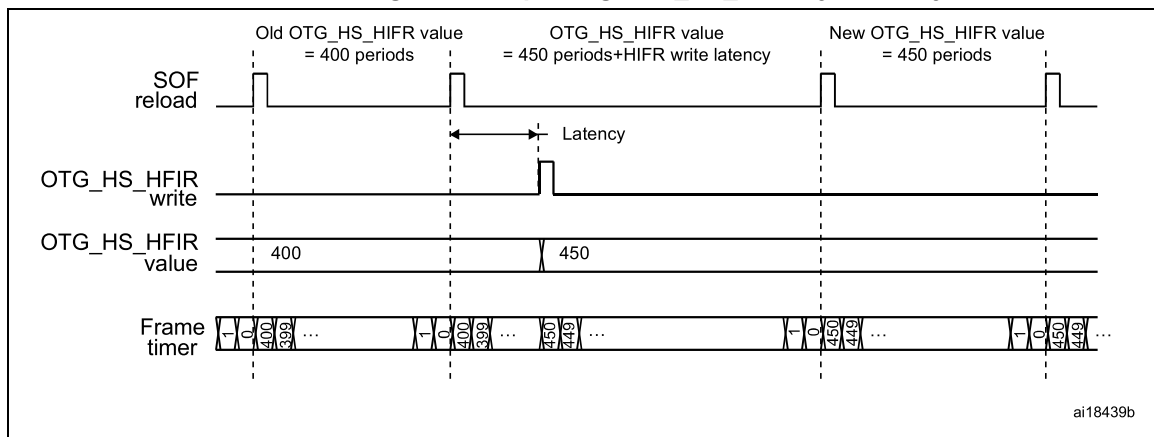 Old OTG_HS_HIFR value
= 400 periods
OTG_HS_HIFR value
= 450 periods+HIFR write latency
New OTG_HS_HIFR value
= 450 periods
SOF
reload
Latency
OTG_HS_HFIR
write
OTG_HS_HFIR
value
400
450
Frame
timer
1 0 400 399 ... 1 0 400 399 ... 450 449 ... 1 0 450 449 ... 1 0 450 449 ...
ai18439b